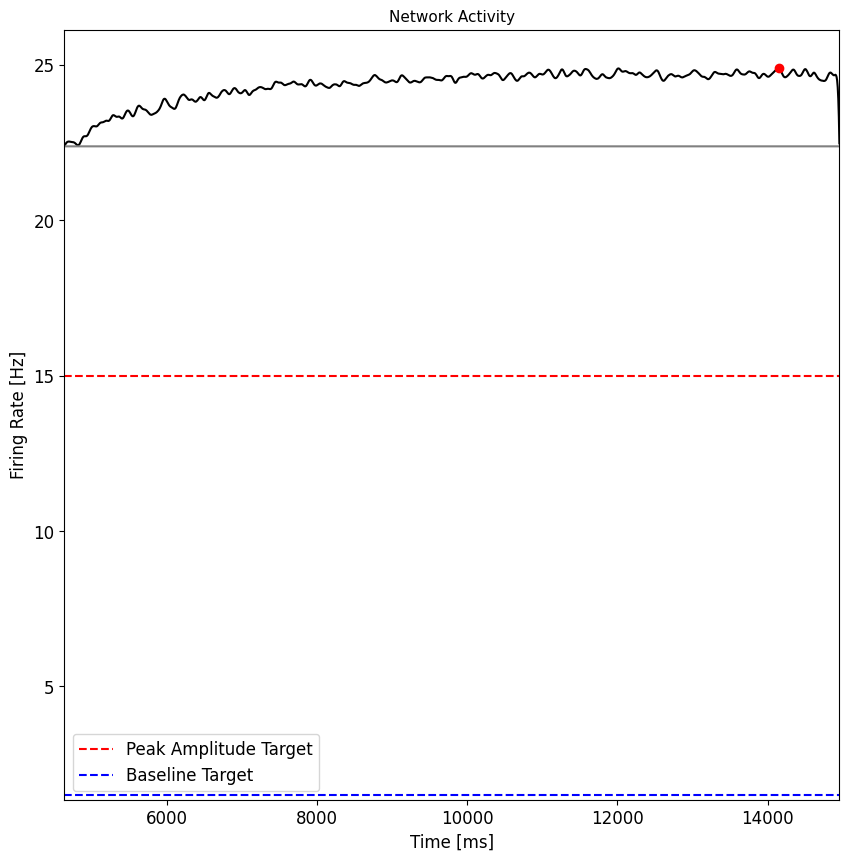 Network Activity
25
20
15
10
5
Firing Rate [Hz]
Peak Amplitude Target
Baseline Target
6000 8000 10000 12000 14000
Time [ms]